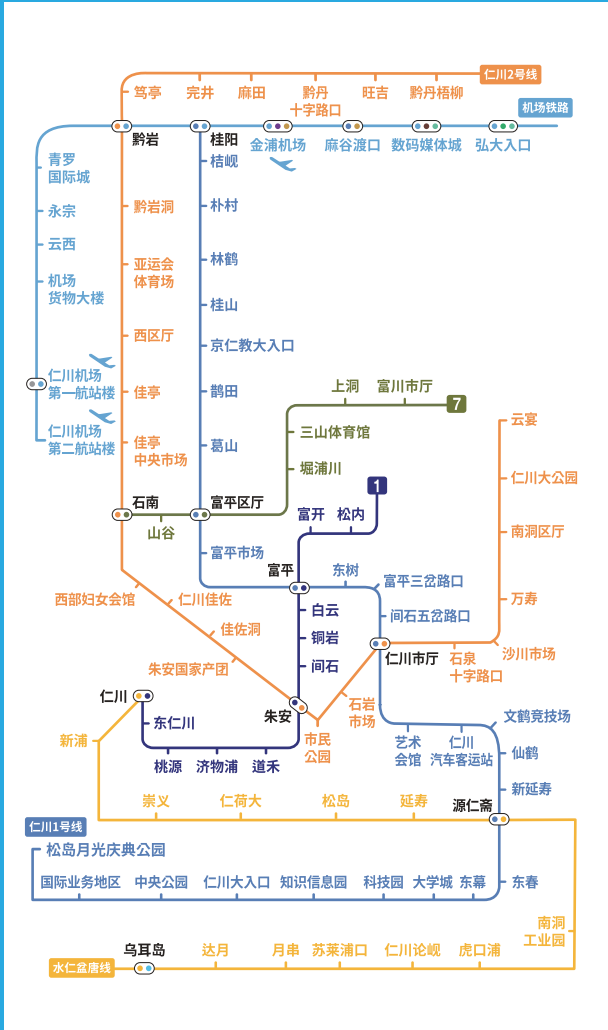 仁川2号线
笃亭
完井
麻田
黔丹
十字路口
旺吉
黔丹梧柳
机场铁路
黔岩
桂阳
金浦机场
麻谷渡口
数码媒体城
弘大入口
青罗
国际城
桔岘
永宗
黔岩洞
朴村
云西
亚运会
体育场
林鹤
机场
货物大楼
桂山
西区厅
京仁教大入口
仁川机场
第一航站楼
佳亭
鹊田
上洞
富川市厅
7
仁川机场
第二航站楼
佳亭
中央市场
葛山
三山体育馆
云宴
堀浦川
仁川大公园
1
石南
富平区厅
山谷
富开
松内
南洞区厅
富平市场
富平
东树
富平三岔路口
西部妇女会馆
仁川佳佐
白云
间石五岔路口
万寿
佳佐洞
铜岩
朱安国家产团
间石
仁川市厅
石泉
十字路口
沙川市场
仁川
朱安
石岩
市场
东仁川
文鹤竞技场
新浦
桃源
济物浦
道禾
市民
公园
艺术
会馆
仁川
汽车客运站
仙鹤
新延寿
崇义
仁荷大
松岛
延寿
源仁斋
仁川1号线
松岛月光庆典公园
国际业务地区
中央公园
仁川大入口
知识信息园
科技园
大学城
东幕
东春
南洞
工业园
乌耳岛
达月
月串
苏莱浦口
仁川论岘
虎口浦
水仁盆唐线